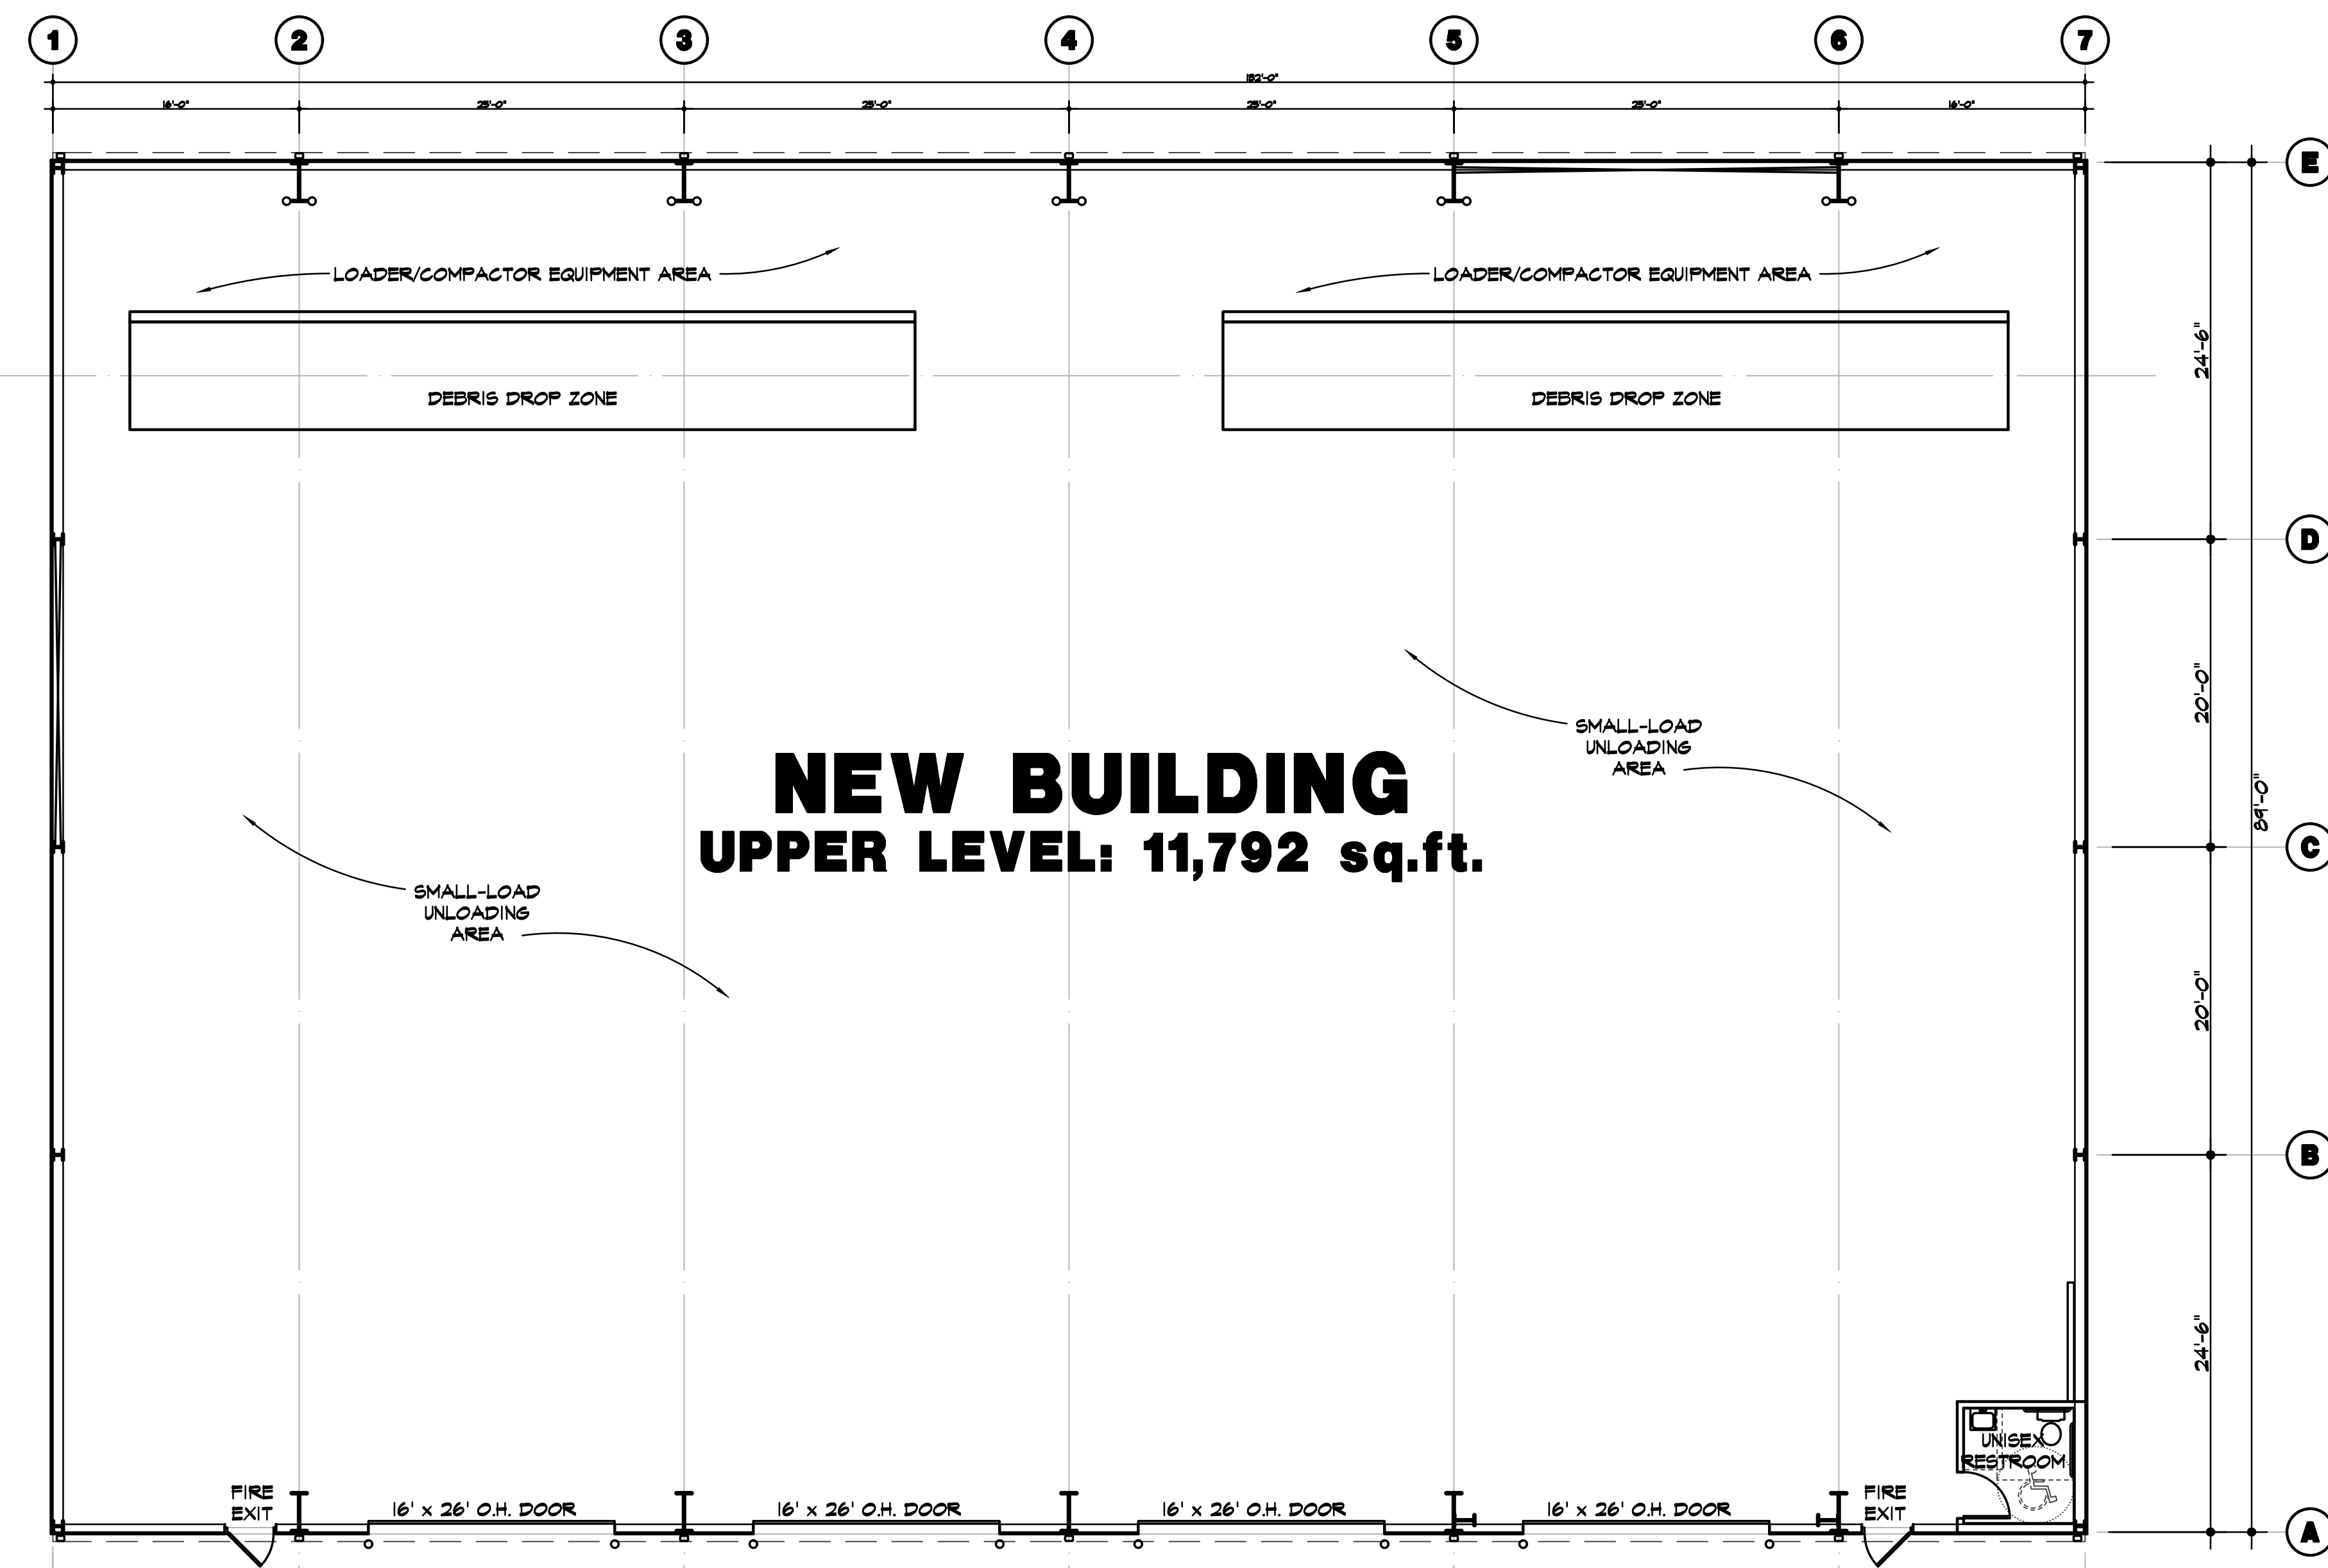 1 2 3 4 5 6 7
132'-0"
16'-0" 25'-0" 25'-0" 25'-0" 25'-0" 16'-0"
E
LOADER/COMPACTOR EQUIPMENT AREA LOADER/COMPACTOR EQUIPMENT AREA
24'-6"
DEBRIS DROP ZONE DEBRIS DROP ZONE
D
20'-0"
SMALL-LOAD
UNLOADING
AREA
NEW BUILDING
89'-0"
UPPER LEVEL: 11,792 sq.ft.
C
SMALL-LOAD
UNLOADING
AREA
20'-0"
B
24'-6"
UNISEX
RESTROOM
FIRE
EXIT
16' x 26' O.H. DOOR 16' x 26' O.H. DOOR 16' x 26' O.H. DOOR 16' x 26' O.H. DOOR
FIRE
EXIT
A